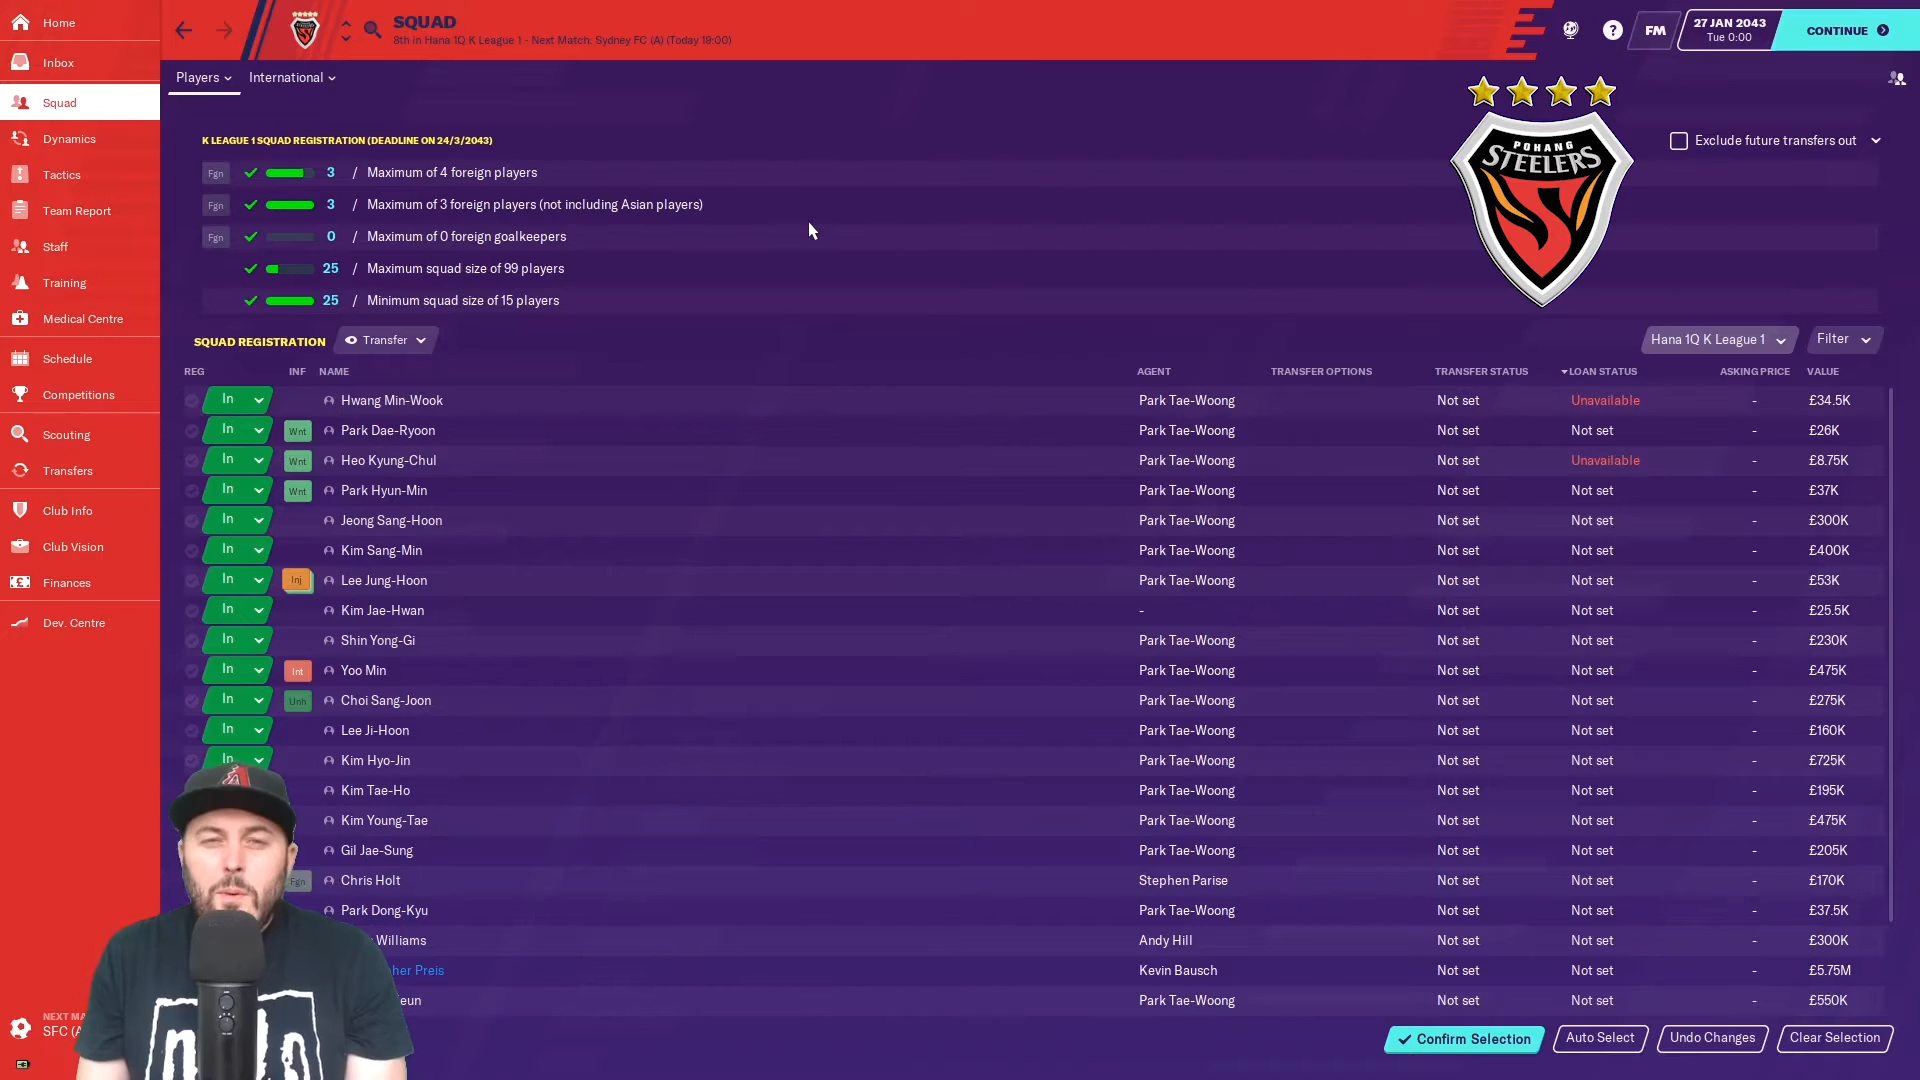 Home
Inbox
Squad
Dynamics
Tactics
Team Report
Staff
Training
Medical Centre
Schedule
Competitions
Scouting
Transfers
Club Info
Club Vision
Finances
Dev. Centre
SQUAD
8th in Hana 1Q K League 1 - Next Match: Sydney FC (A) (Today 19:00)
FM
27 JAN 2043
Tue 0:00
CONTINUE
Players
International
K LEAGUE 1 SQUAD REGISTRATION (DEADLINE ON 24/3/2043)
Fgn 3 / Maximum of 4 foreign players
Fgn 3 / Maximum of 3 foreign players (not including Asian players)
Fgn 0 / Maximum of 0 foreign goalkeepers
25 / Maximum squad size of 99 players
25 / Minimum squad size of 15 players
POHANG
STEELERS
Exclude future transfers out
SQUAD REGISTRATION Transfer
Hana 1Q K League 1
Filter
REG INF NAME AGENT TRANSFER OPTIONS TRANSFER STATUS LOAN STATUS ASKING PRICE VALUE
In Hwang Min-Wook Park Tae-Woong Not set Unavailable - £34.5K
In Wnt Park Dae-Ryoon Park Tae-Woong Not set Not set - £26K
In Wnt Heo Kyung-Chul Park Tae-Woong Not set Unavailable - £8.75K
In Wnt Park Hyun-Min Park Tae-Woong Not set Not set - £37K
In Jeong Sang-Hoon Park Tae-Woong Not set Not set - £300K
In Kim Sang-Min Park Tae-Woong Not set Not set - £400K
In Inj Lee Jung-Hoon Park Tae-Woong Not set Not set - £53K
In Kim Jae-Hwan - Not set Not set - £25.5K
In Shin Yong-Gi Park Tae-Woong Not set Not set - £230K
In Int Yoo Min Park Tae-Woong Not set Not set - £475K
In Unh Choi Sang-Joon Park Tae-Woong Not set Not set - £275K
In Lee Ji-Hoon Park Tae-Woong Not set Not set - £160K
In Kim Hyo-Jin Park Tae-Woong Not set Not set - £725K
Kim Tae-Ho Park Tae-Woong Not set Not set - £195K
Kim Young-Tae Park Tae-Woong Not set Not set - £475K
Gil Jae-Sung Park Tae-Woong Not set Not set - £205K
Fgn Chris Holt Stephen Parise Not set Not set - £170K
Park Dong-Kyu Park Tae-Woong Not set Not set - £37.5K
Williams Andy Hill Not set Not set - £300K
her Preis Kevin Bausch Not set Not set - £5.75M
eun Park Tae-Woong Not set Not set - £550K
NEXT MA
SFC (A
Confirm Selection
Auto Select
Undo Changes
Clear Selection